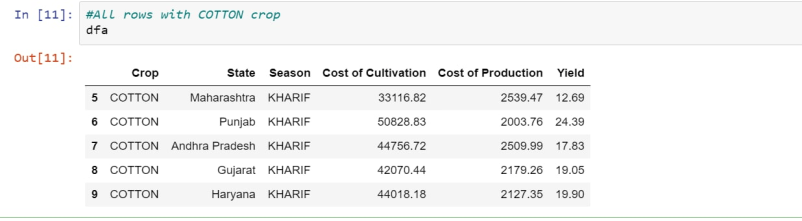 In [11]: #All rows with COTTON crop
dfa
Out[11]:
Crop State Season Cost of Cultivation Cost of Production Yield
5 COTTON Maharashtra KHARIF 33116.82 2539.47 12.69
6 COTTON Punjab KHARIF 50828.83 2003.76 24.39
7 COTTON Andhra Pradesh KHARIF 44756.72 2509.99 17.83
8 COTTON Gujarat KHARIF 42070.44 2179.26 19.05
9 COTTON Haryana KHARIF 44018.18 2127.35 19.90